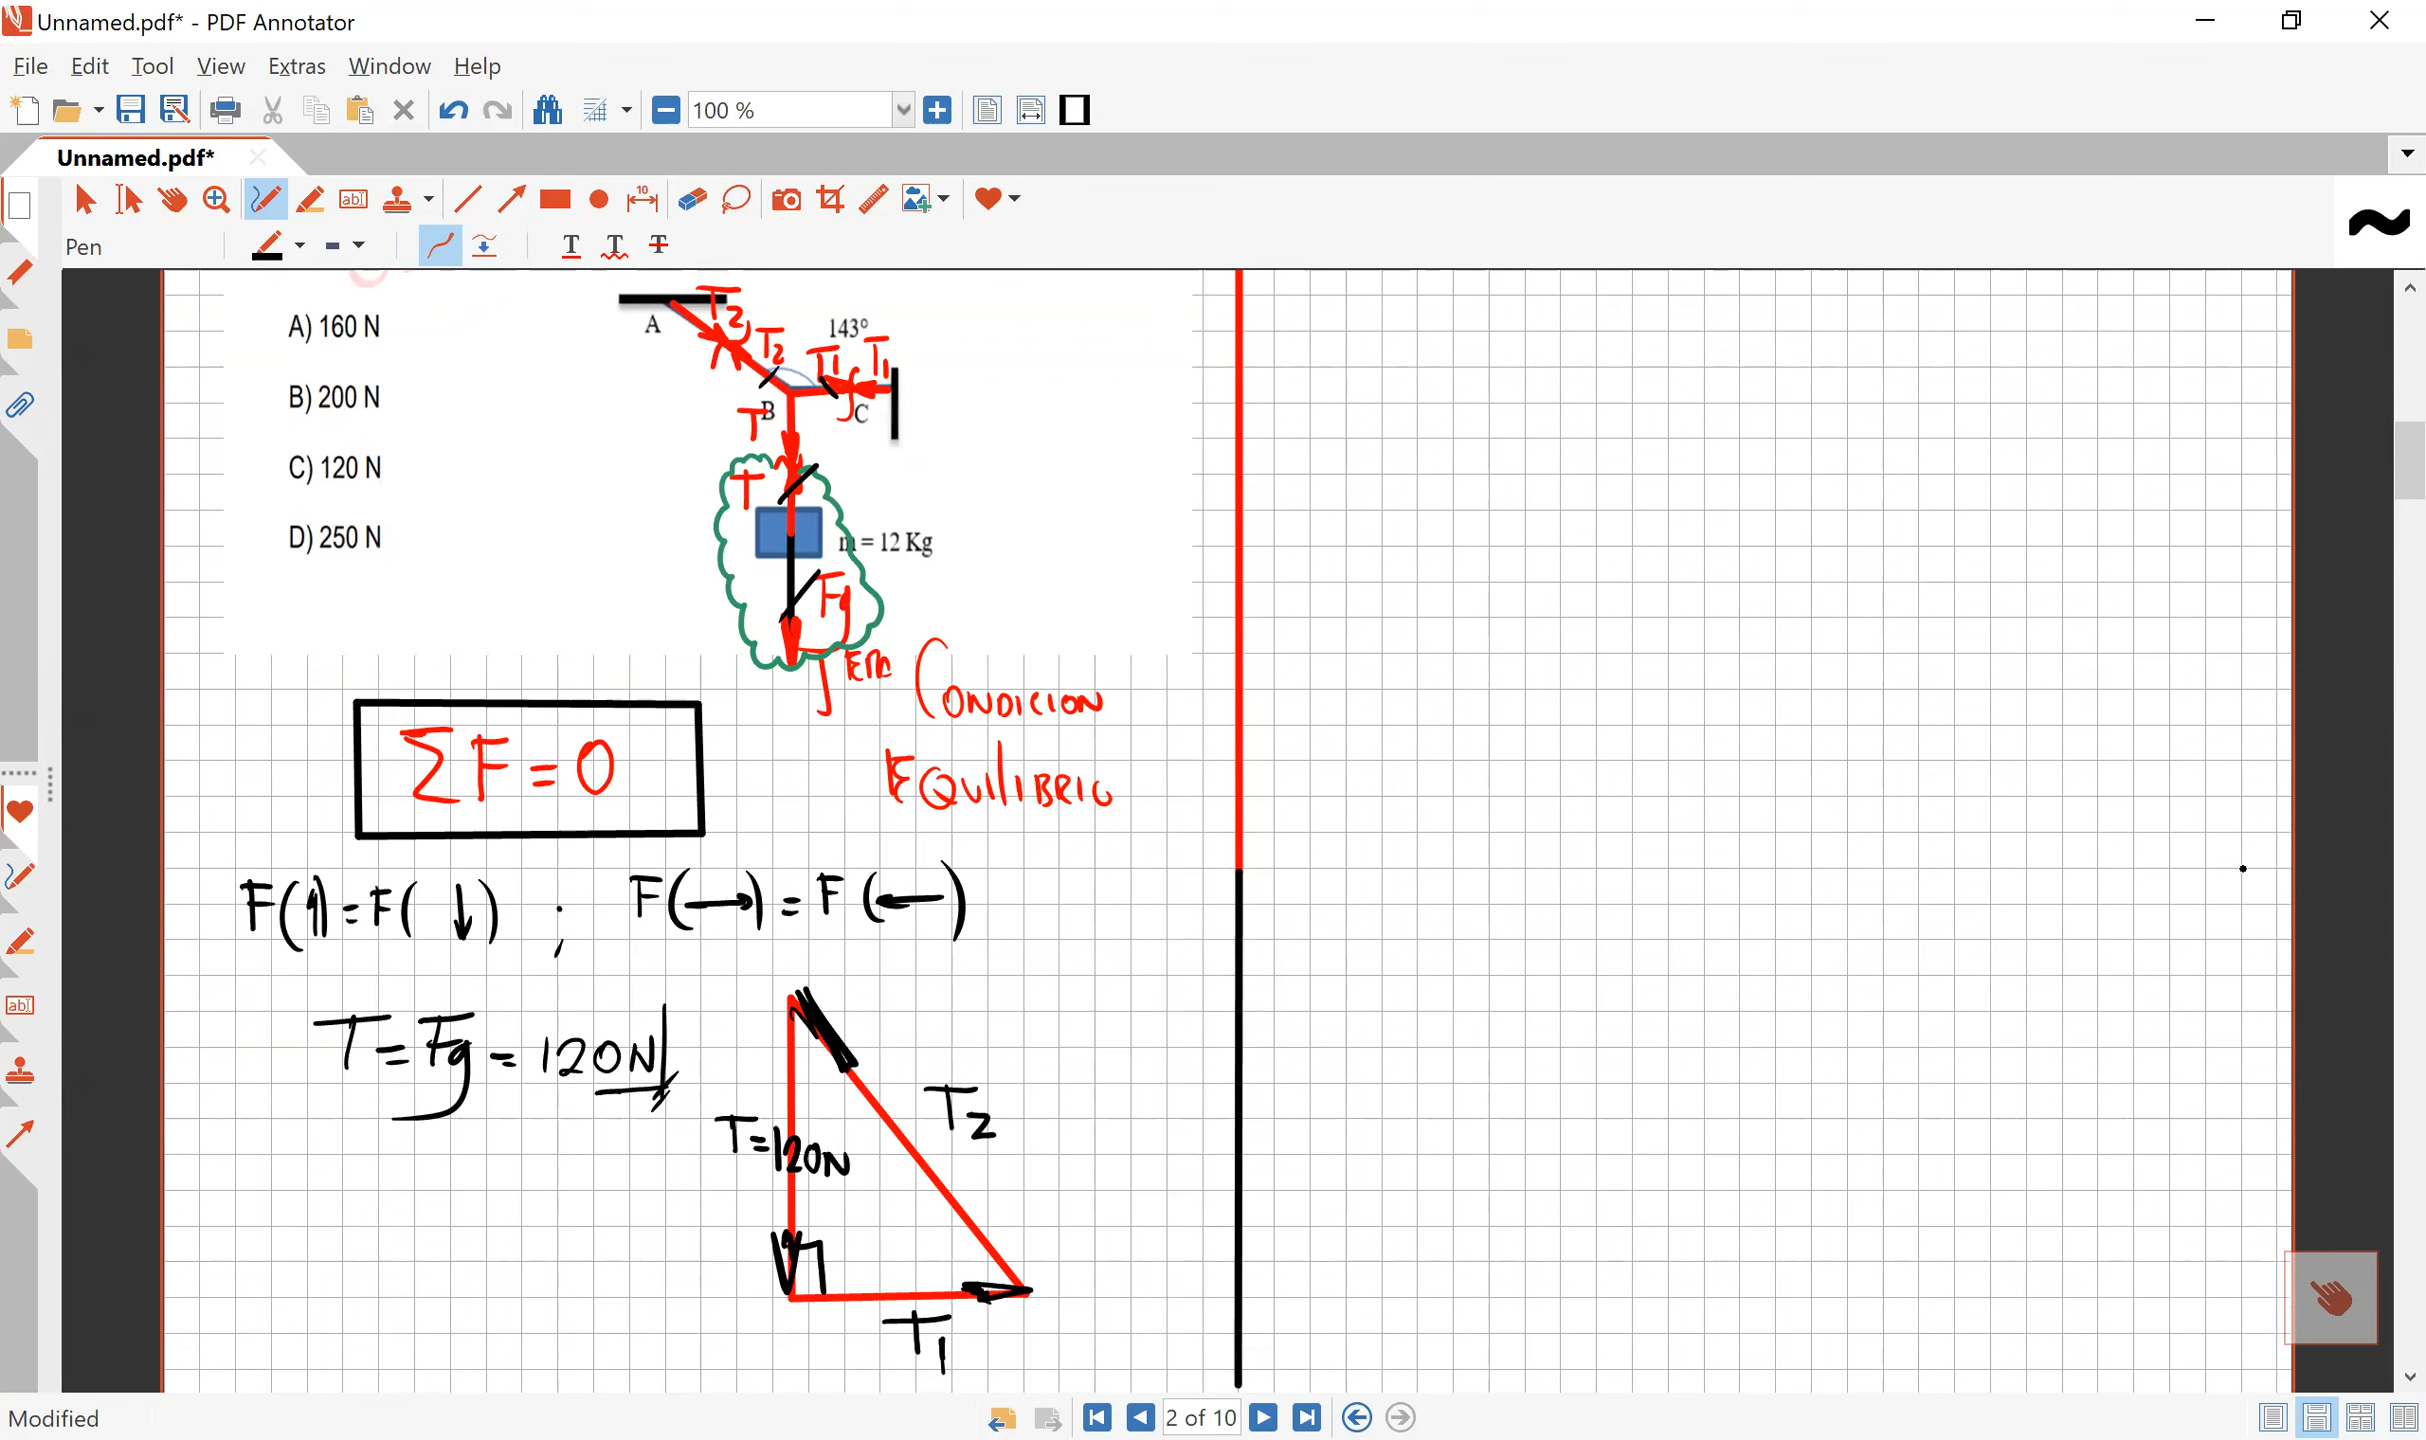 Unnamed.pdf* - PDF Annotator
File Edit Tool View Extras Window Help
100 %
Unnamed.pdf*
Pen
A) 160 N
B) 200 N
C) 120 N
D) 250 N
A
T2
T2
143°
T1
T1
B
C
T
T
m = 12 Kg
Fg
1ERA CONDICION
EQUILIBRIO
ΣF=0
F(↑)=F(↓) ; F(→)=F(←)
T=Fg=120N
T=120N
T2
T1
Modified
2 of 10